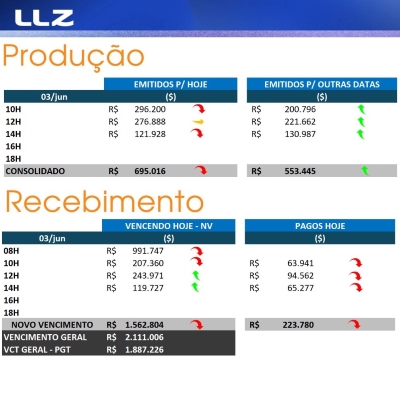 LLZ
Produção
EMITIDOS P/ HOJE EMITIDOS P/ OUTRAS DATAS
03/jun ($) ($)
10H R$ 296.200 R$ 200.796
12H R$ 276.888 R$ 221.662
14H R$ 121.928 R$ 130.987
16H
18H
CONSOLIDADO R$ 695.016 R$ 553.445
Recebimento
VENCENDO HOJE - NV PAGOS HOJE
03/jun ($) ($)
08H R$ 991.747
10H R$ 207.360 R$ 63.941
12H R$ 243.971 R$ 94.562
14H R$ 119.727 R$ 65.277
16H
18H
NOVO VENCIMENTO R$ 1.562.804 R$ 223.780
VENCIMENTO GERAL R$ 2.111.006
VCT GERAL - PGT R$ 1.887.226